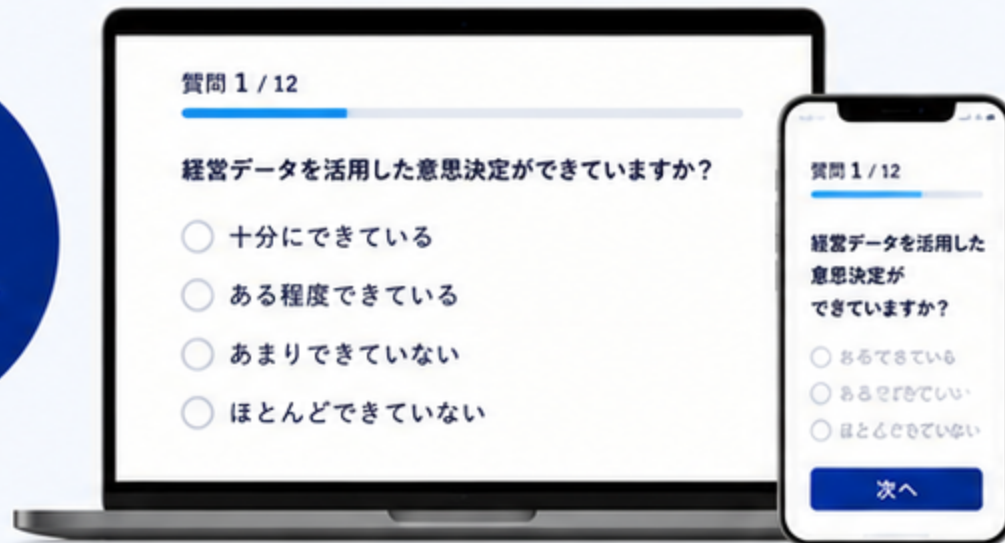 質問 1 / 12
経営データを活用した意思決定ができていますか？
十分にできている
ある程度できている
あまりできていない
ほとんどできていない
質問 1 / 12
経営データを活用した
意思決定が
できていますか？
次へ